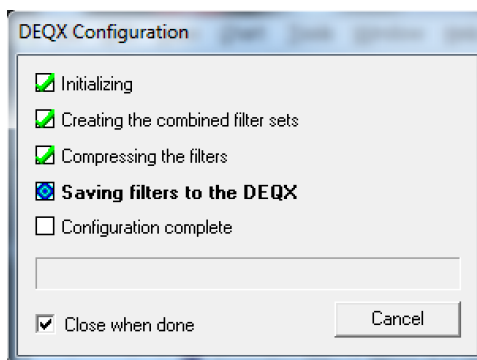 DEQX Configuration
Initializing
Creating the combined filter sets
Compressing the filters
Saving filters to the DEQX
Configuration complete
Close when done
Cancel